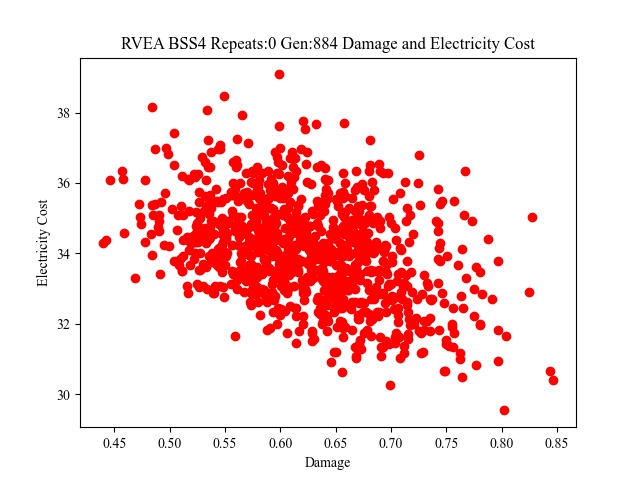 RVEA BSS4 Repeats:0 Gen:884 Damage and Electricity Cost
38
36
34
32
30
Electricity Cost
0.45 0.50 0.55 0.60 0.65 0.70 0.75 0.80 0.85
Damage